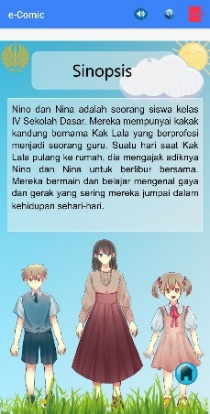 e-Comic
Sinopsis
Nino dan Nina adalah seorang siswa kelas
IV Sekolah Dasar. Mereka mempunyai kakak
kandung bernama Kak Lala yang berprofesi
menjadi seorang guru. Suatu hari saat Kak
Lala pulang ke rumah, dia mengajak adiknya
Nino dan Nina untuk berlibur bersama.
Mereka bermain dan belajar mengenal gaya
dan gerak yang sering mereka jumpai dalam
kehidupan sehari-hari.